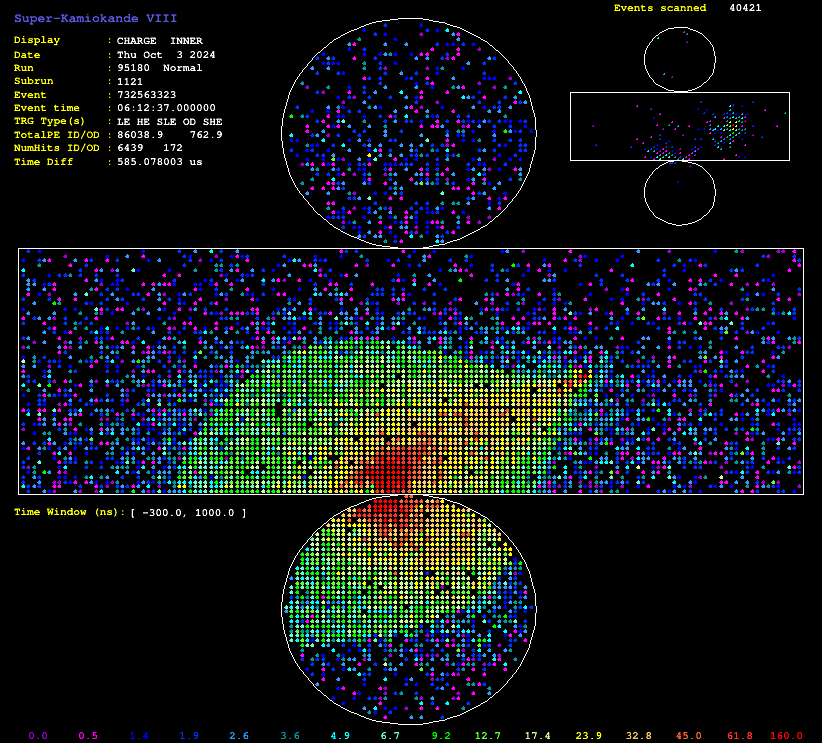 Super-Kamiokande VIII
Events scanned 40421
Display : CHARGE INNER
Date : Thu Oct 3 2024
Run : 95180 Normal
Subrun : 1121
Event : 732563323
Event time : 06:12:37.000000
TRG Type(s) : LE HE SLE OD SHE
TotalPE ID/OD : 86038.9 762.9
NumHits ID/OD : 6439 172
Time Diff : 585.078003 us
Time Window (ns): [ -300.0, 1000.0 ]
0.0 0.5 1.4 1.9 2.6 3.6 4.9 6.7 9.2 12.7 17.4 23.9 32.8 45.0 61.8 160.0